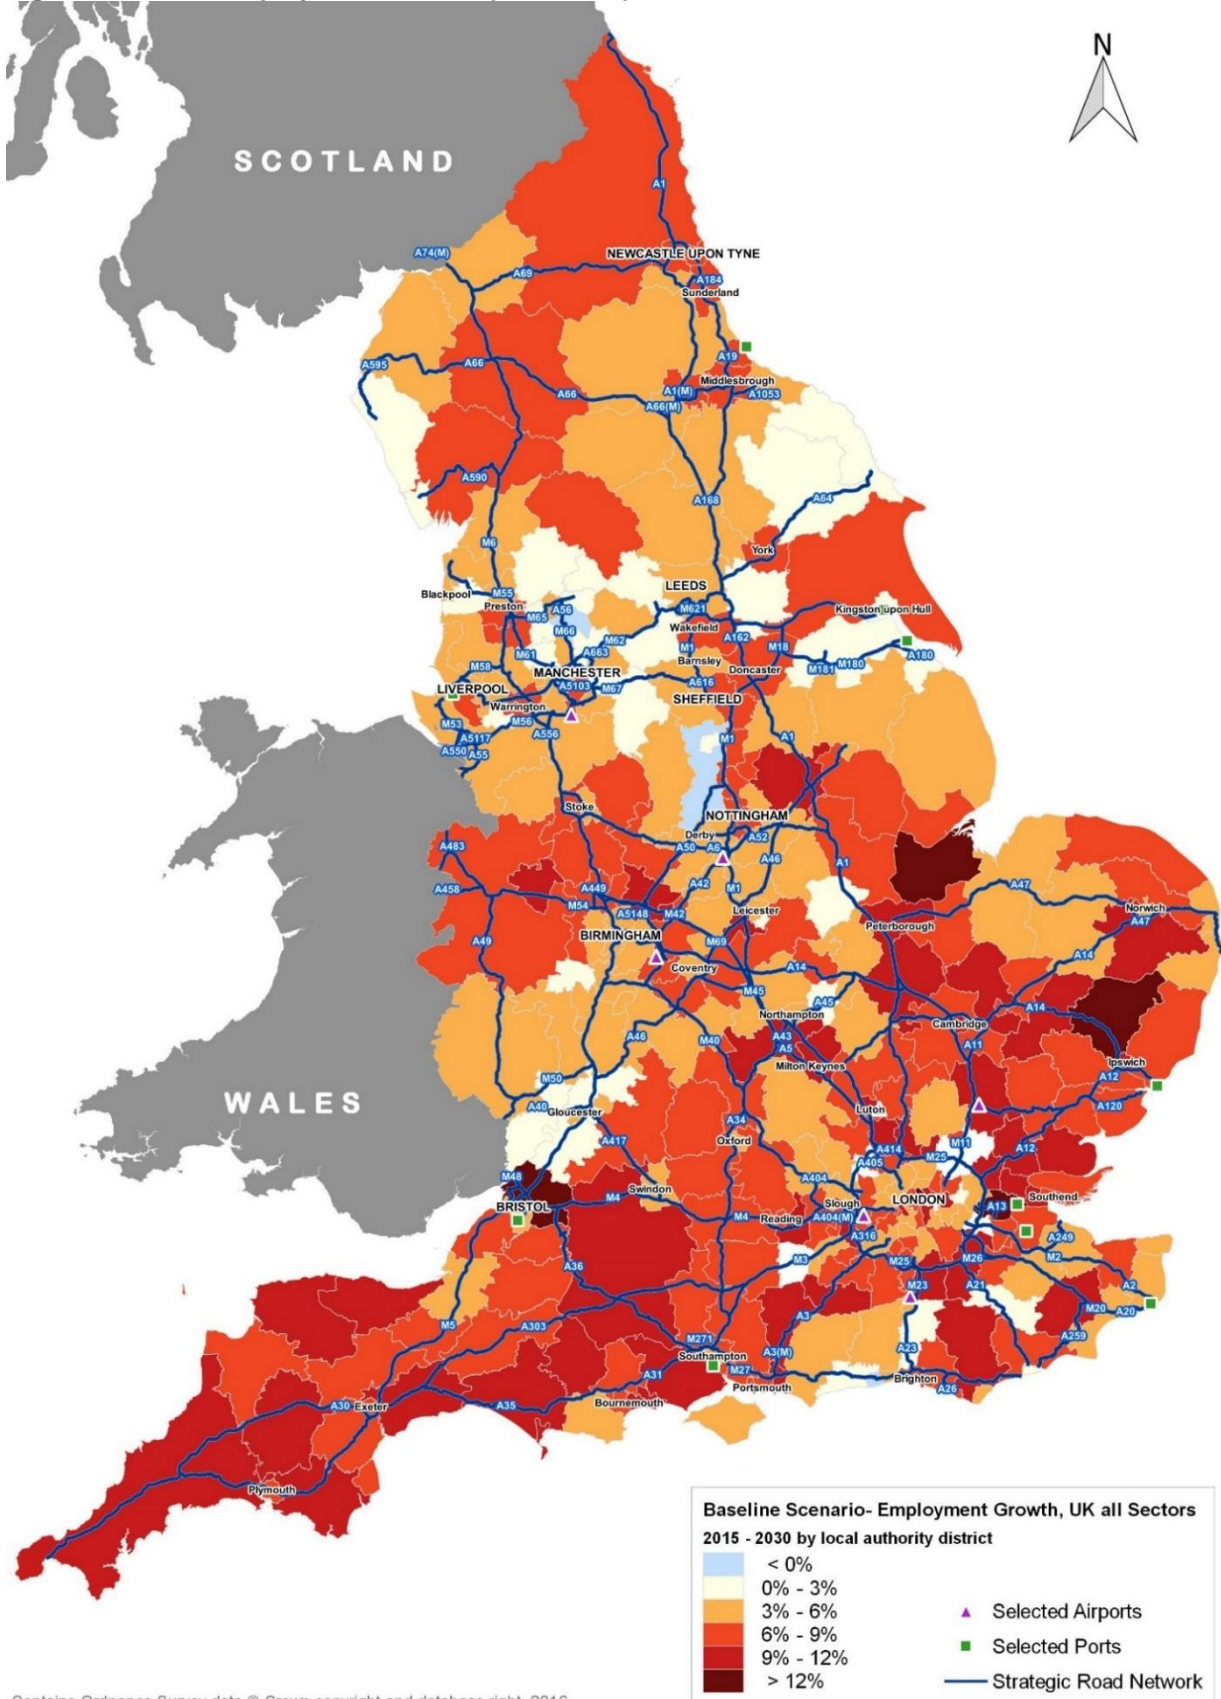 N
SCOTLAND
A1
A74(M)
NEWCASTLE UPON TYNE
A69
A184
Sunderland
A19
A595
A66
Middlesbrough
A66
A1(M)
A1053
A66(M)
A590
A168
A64
M6
York
LEEDS
Blackpool
M55
Preston
A56
M621
Kingston upon Hull
M65
Wakefield
M66
M62
A162
M1
M18
A663
M61
A180
Barnsley
M180
M181
M58
MANCHESTER
Doncaster
A5103
M67
A616
LIVERPOOL
SHEFFIELD
Warrington
M53
M56
A556
A5117
M1
A1
A550
A55
Stoke
NOTTINGHAM
Derby
A52
A483
A50
A6
A46
A1
A458
A449
A42
M1
A47
M54
A5148
M42
Leicester
Norwich
A47
BIRMINGHAM
Peterborough
A49
M69
A14
Coventry
A14
M45
A45
A14
Northampton
Cambridge
A46
M40
A43
A11
A5
Milton Keynes
Ipswich
M50
A12
A40
Gloucester
Luton
A120
WALES
A34
A417
Oxford
M11
A414
A12
M25
A405
M48
A404
Swindon
M4
Slough
LONDON
Southend
BRISTOL
M4
Reading
A404(M)
A13
A316
A249
M3
M25
M26
M2
A36
M23
A21
A2
A3
M20
A20
M5
A303
M271
A259
A23
Southampton
A3(M)
M27
A31
Portsmouth
Brighton
A26
A30
Exeter
A35
Bournemouth
Plymouth
Baseline Scenario- Employment Growth, UK all Sectors
2015 - 2030 by local authority district
< 0%
0% - 3%
3% - 6%
6% - 9%
9% - 12%
> 12%
Selected Airports
Selected Ports
Strategic Road Network